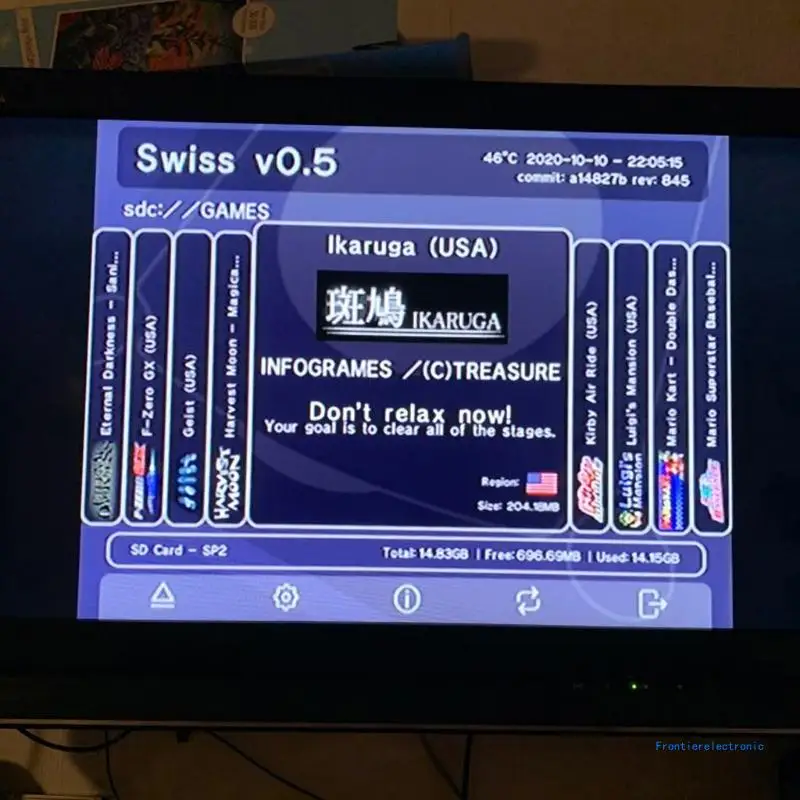 Swiss v0.5
46°C 2020-10-10 - 22:05:15
commit: a14827b rev: 845
sdc://GAMES
Eternal Darkness - Sani...
F-Zero GX (USA)
Geist (USA)
Harvest Moon - Magica...
HARVEST
MOON
Ikaruga (USA)
斑鳩 IKARUGA
INFOGRAMES /(C)TREASURE
Don't relax now!
Your goal is to clear all of the stages.
Region:
Size: 204.18MB
Kirby Air Ride (USA)
Luigi's Mansion (USA)
Luigi's
Mansion
Mario Kart - Double Das...
Mario Superstar Basebal...
SD Card - SP2
Total: 14.83GB | Free: 696.69MB | Used: 14.15GB
Frontierelectronic